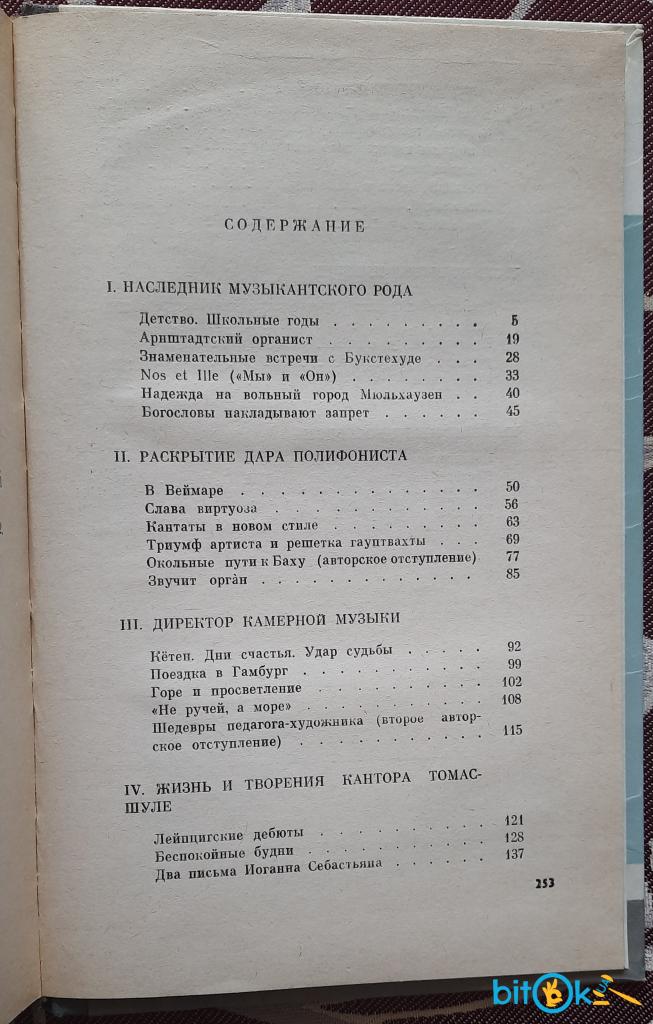 СОДЕРЖАНИЕ
I. НАСЛЕДНИК МУЗЫКАНТСКОГО РОДА
Детство. Школьные годы . . . . . . . . . 5
Арнштадтский органист . . . . . . . . . 19
Знаменательные встречи с Букстехуде . . . 28
Nos et Ille («Мы» и «Он») . . . . . . . . 33
Надежда на вольный город Мюльхаузен . . 40
Богословы накладывают запрет . . . . . . 45
II. РАСКРЫТИЕ ДАРА ПОЛИФОНИСТА
В Веймаре . . . . . . . . . . . . . 50
Слава виртуоза . . . . . . . . . . . 56
Кантаты в новом стиле . . . . . . . . 63
Триумф артиста и решетка гауптвахты . . . . 69
Окольные пути к Баху (авторское отступление) 77
Звучит орга̀н . . . . . . . . . . . . 85
III. ДИРЕКТОР КАМЕРНОЙ МУЗЫКИ
Кётен. Дни счастья. Удар судьбы . . . . 92
Поездка в Гамбург . . . . . . . . . . 99
Горе и просветление . . . . . . . . . 102
«Не ручей, а море» . . . . . . . . . . 108
Шедевры педагога-художника (второе автор-
ское отступление) . . . . . . . . . . 115
IV. ЖИЗНЬ И ТВОРЕНИЯ КАНТОРА ТОМАС-
ШУЛЕ
Лейпцигские дебюты . . . . . . . . . 121
Беспокойные будни . . . . . . . . . . 128
Два письма Иоганна Себастьяна . . . . . 137
253
bitOk